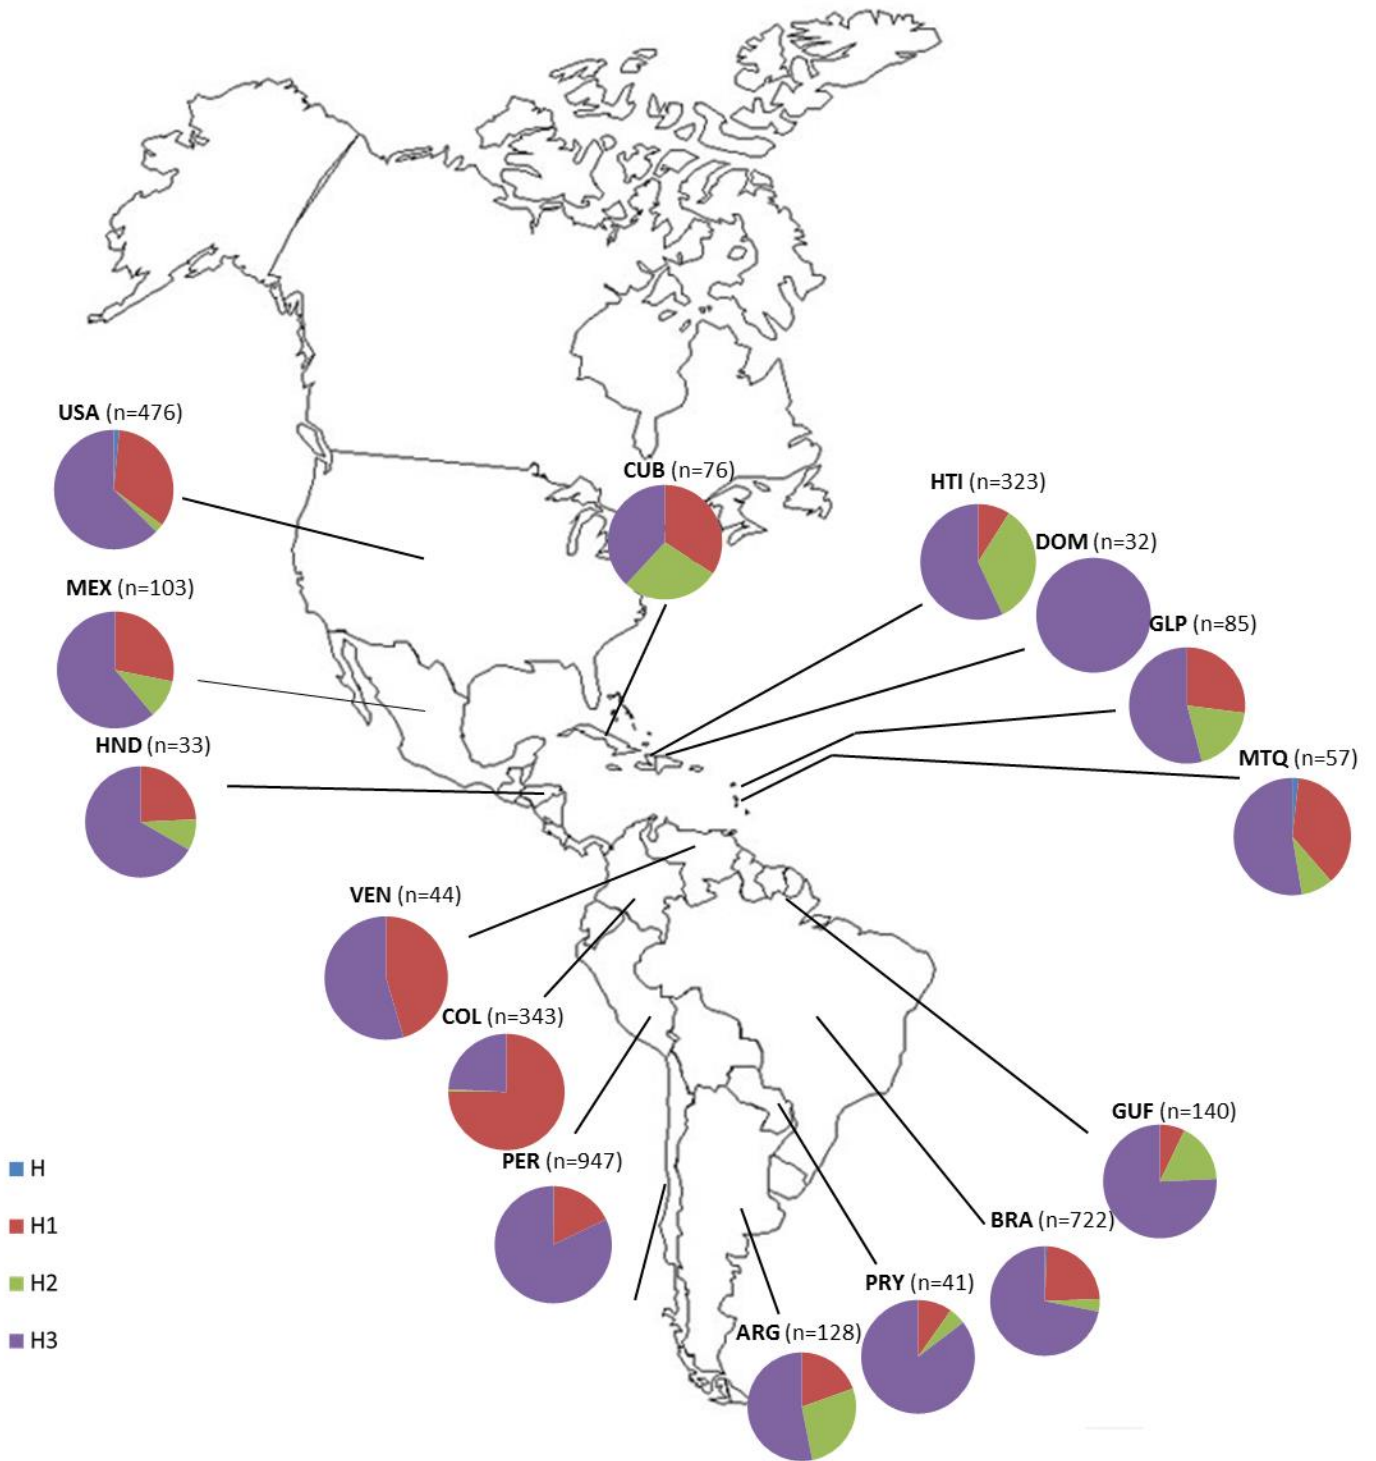 USA (n=476)
CUB (n=76)
HTI (n=323)
DOM (n=32)
MEX (n=103)
GLP (n=85)
HND (n=33)
MTQ (n=57)
VEN (n=44)
COL (n=343)
GUF (n=140)
PER (n=947)
H
BRA (n=722)
H1
PRY (n=41)
H2
ARG (n=128)
H3